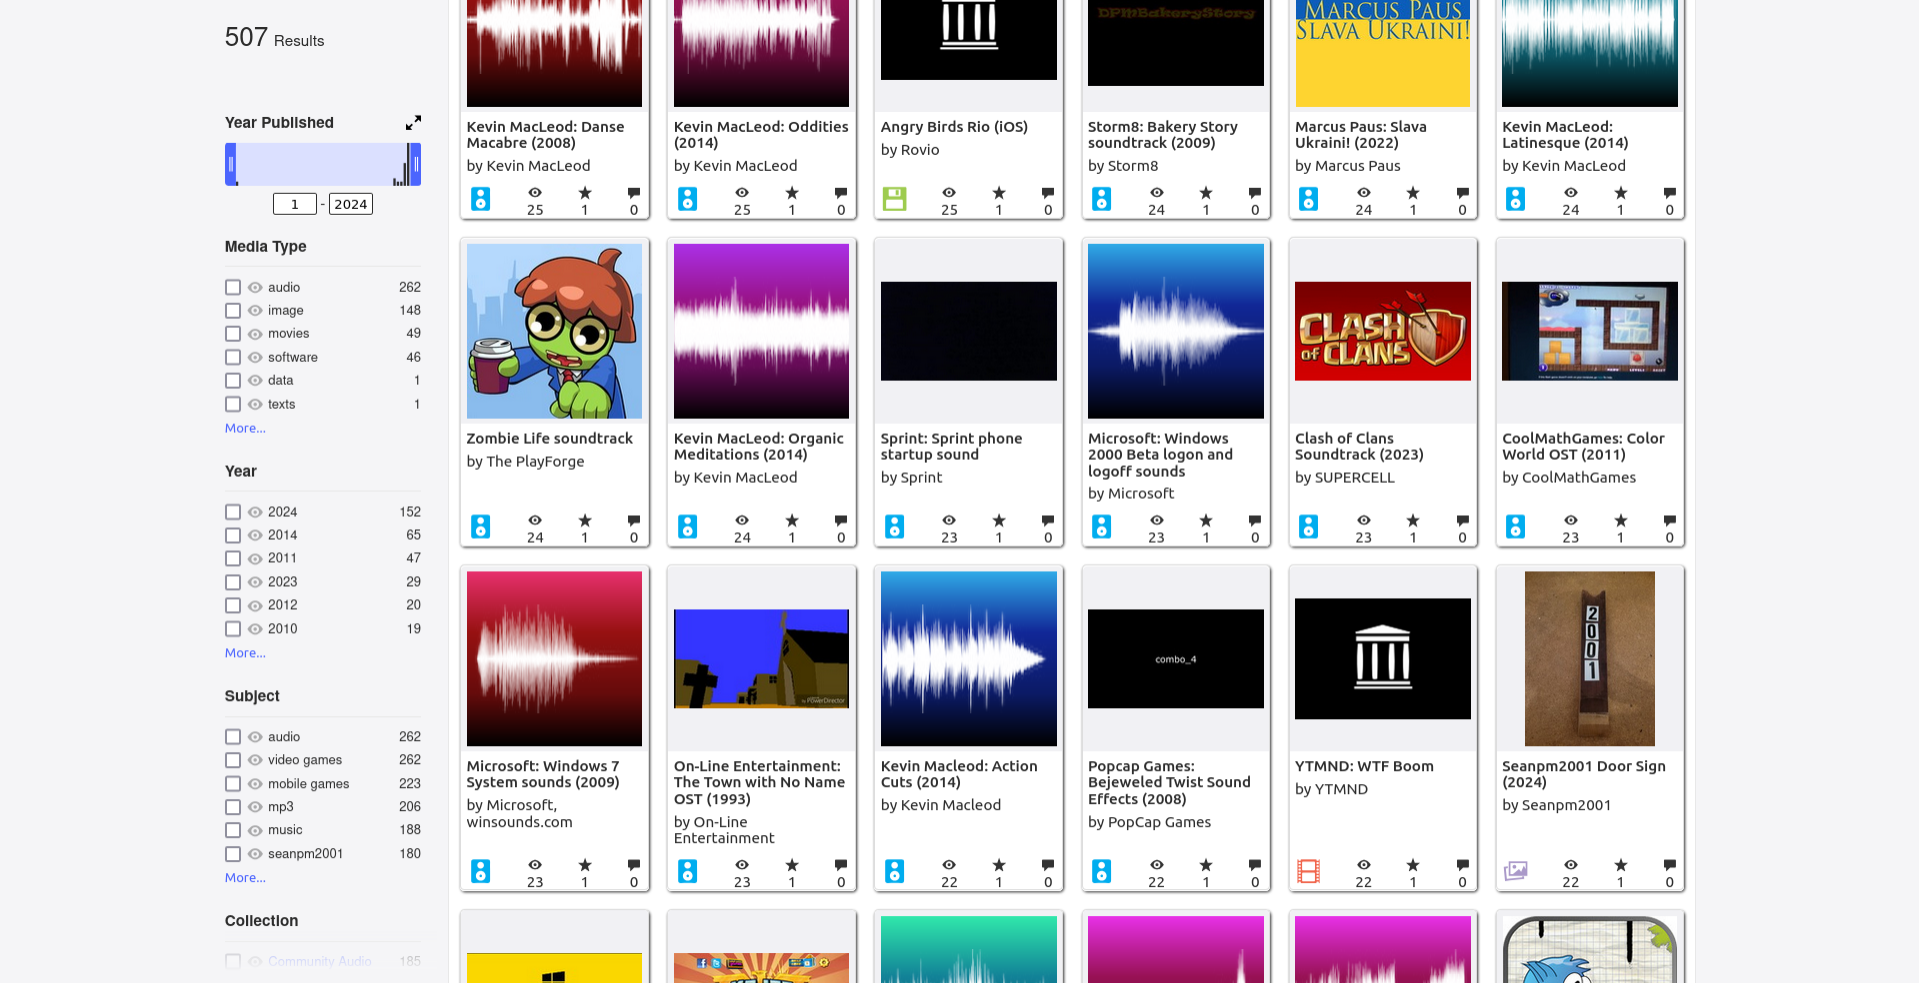 507 Results
Year Published
1 - 2024
Media Type
audio 262
image 148
movies 49
software 46
data 1
texts 1
More...
Year
2024 152
2014 65
2011 47
2023 29
2012 20
2010 19
More...
Subject
audio 262
video games 262
mobile games 223
mp3 206
music 188
seanpm2001 180
More...
Collection
Community Audio 185
Kevin MacLeod: Danse
Macabre (2008)
by Kevin MacLeod
25 1 0
Kevin MacLeod: Oddities
(2014)
by Kevin MacLeod
25 1 0
Angry Birds Rio (iOS)
by Rovio
25 1 0
DPMBakeryStory
Storm8: Bakery Story
soundtrack (2009)
by Storm8
24 1 0
MARCUS PAUS
SLAVA UKRAINI!
Marcus Paus: Slava
Ukraini! (2022)
by Marcus Paus
24 1 0
Kevin MacLeod:
Latinesque (2014)
by Kevin MacLeod
24 1 0
Zombie Life soundtrack
by The PlayForge
24 1 0
Kevin MacLeod: Organic
Meditations (2014)
by Kevin MacLeod
24 1 0
Sprint: Sprint phone
startup sound
by Sprint
23 1 0
Microsoft: Windows
2000 Beta logon and
logoff sounds
by Microsoft
23 1 0
CLASH
OF CLANS
Clash of Clans
Soundtrack (2023)
by SUPERCELL
23 1 0
CoolMathGames: Color
World OST (2011)
by CoolMathGames
23 1 0
Microsoft: Windows 7
System sounds (2009)
by Microsoft,
winsounds.com
23 1 0
by PowerDirector
On-Line Entertainment:
The Town with No Name
OST (1993)
by On-Line
Entertainment
23 1 0
Kevin Macleod: Action
Cuts (2014)
by Kevin Macleod
22 1 0
combo_4
Popcap Games:
Bejeweled Twist Sound
Effects (2008)
by PopCap Games
22 1 0
YTMND: WTF Boom
by YTMND
22 1 0
2001
Seanpm2001 Door Sign
(2024)
by Seanpm2001
22 1 0